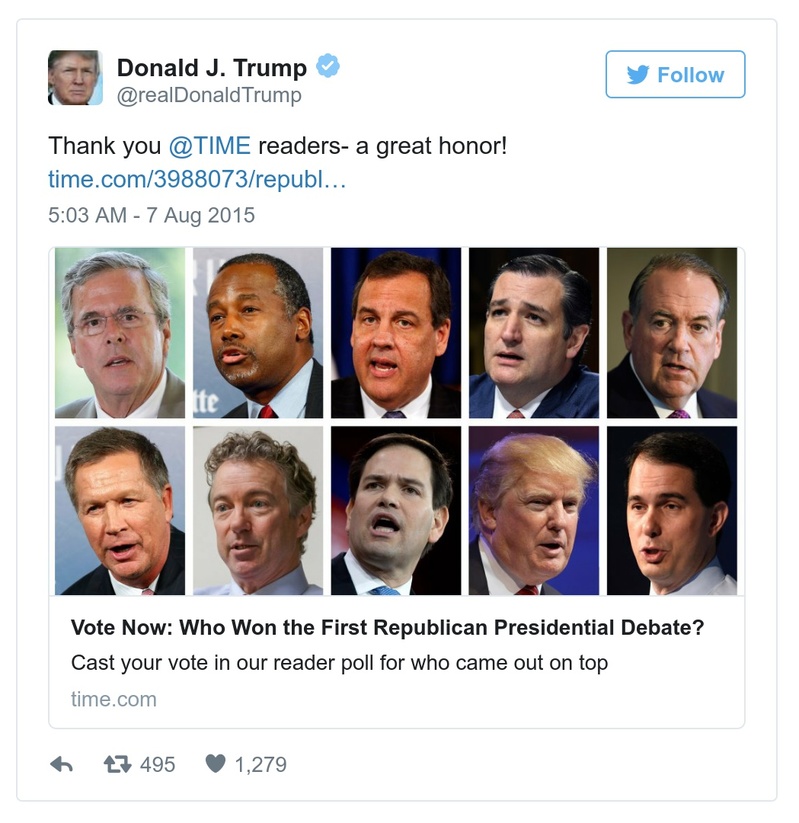 Donald J. Trump
@realDonaldTrump
Follow
Thank you @TIME readers- a great honor!
time.com/3988073/republ…
5:03 AM - 7 Aug 2015
tte
Vote Now: Who Won the First Republican Presidential Debate?
Cast your vote in our reader poll for who came out on top
time.com
495 1,279